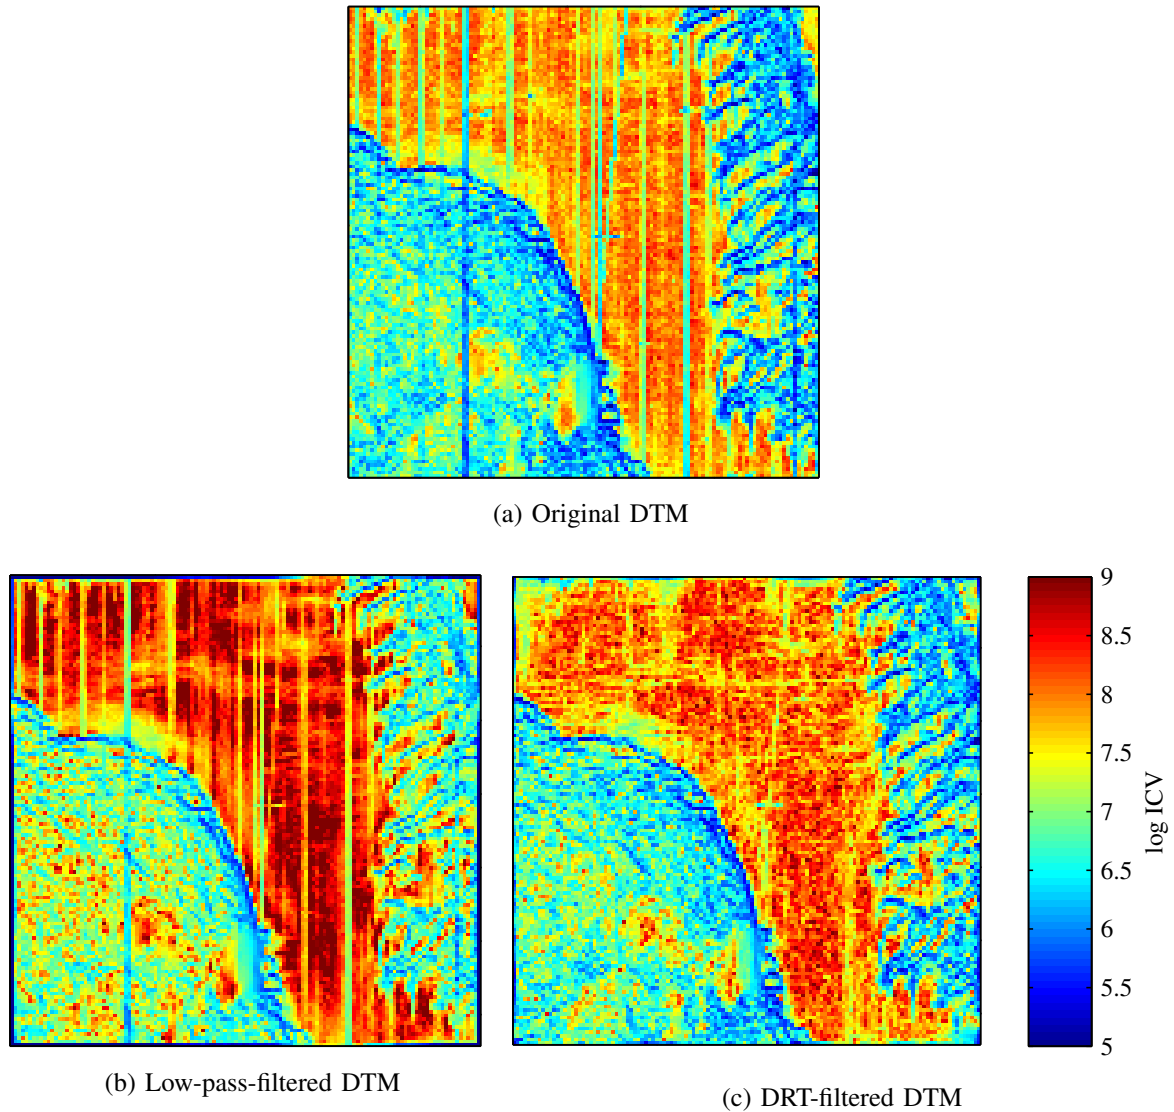 (a) Original DTM
9
8.5
8
7.5
7
6.5
6
5.5
5
log ICV
(b) Low-pass-filtered DTM
(c) DRT-filtered DTM